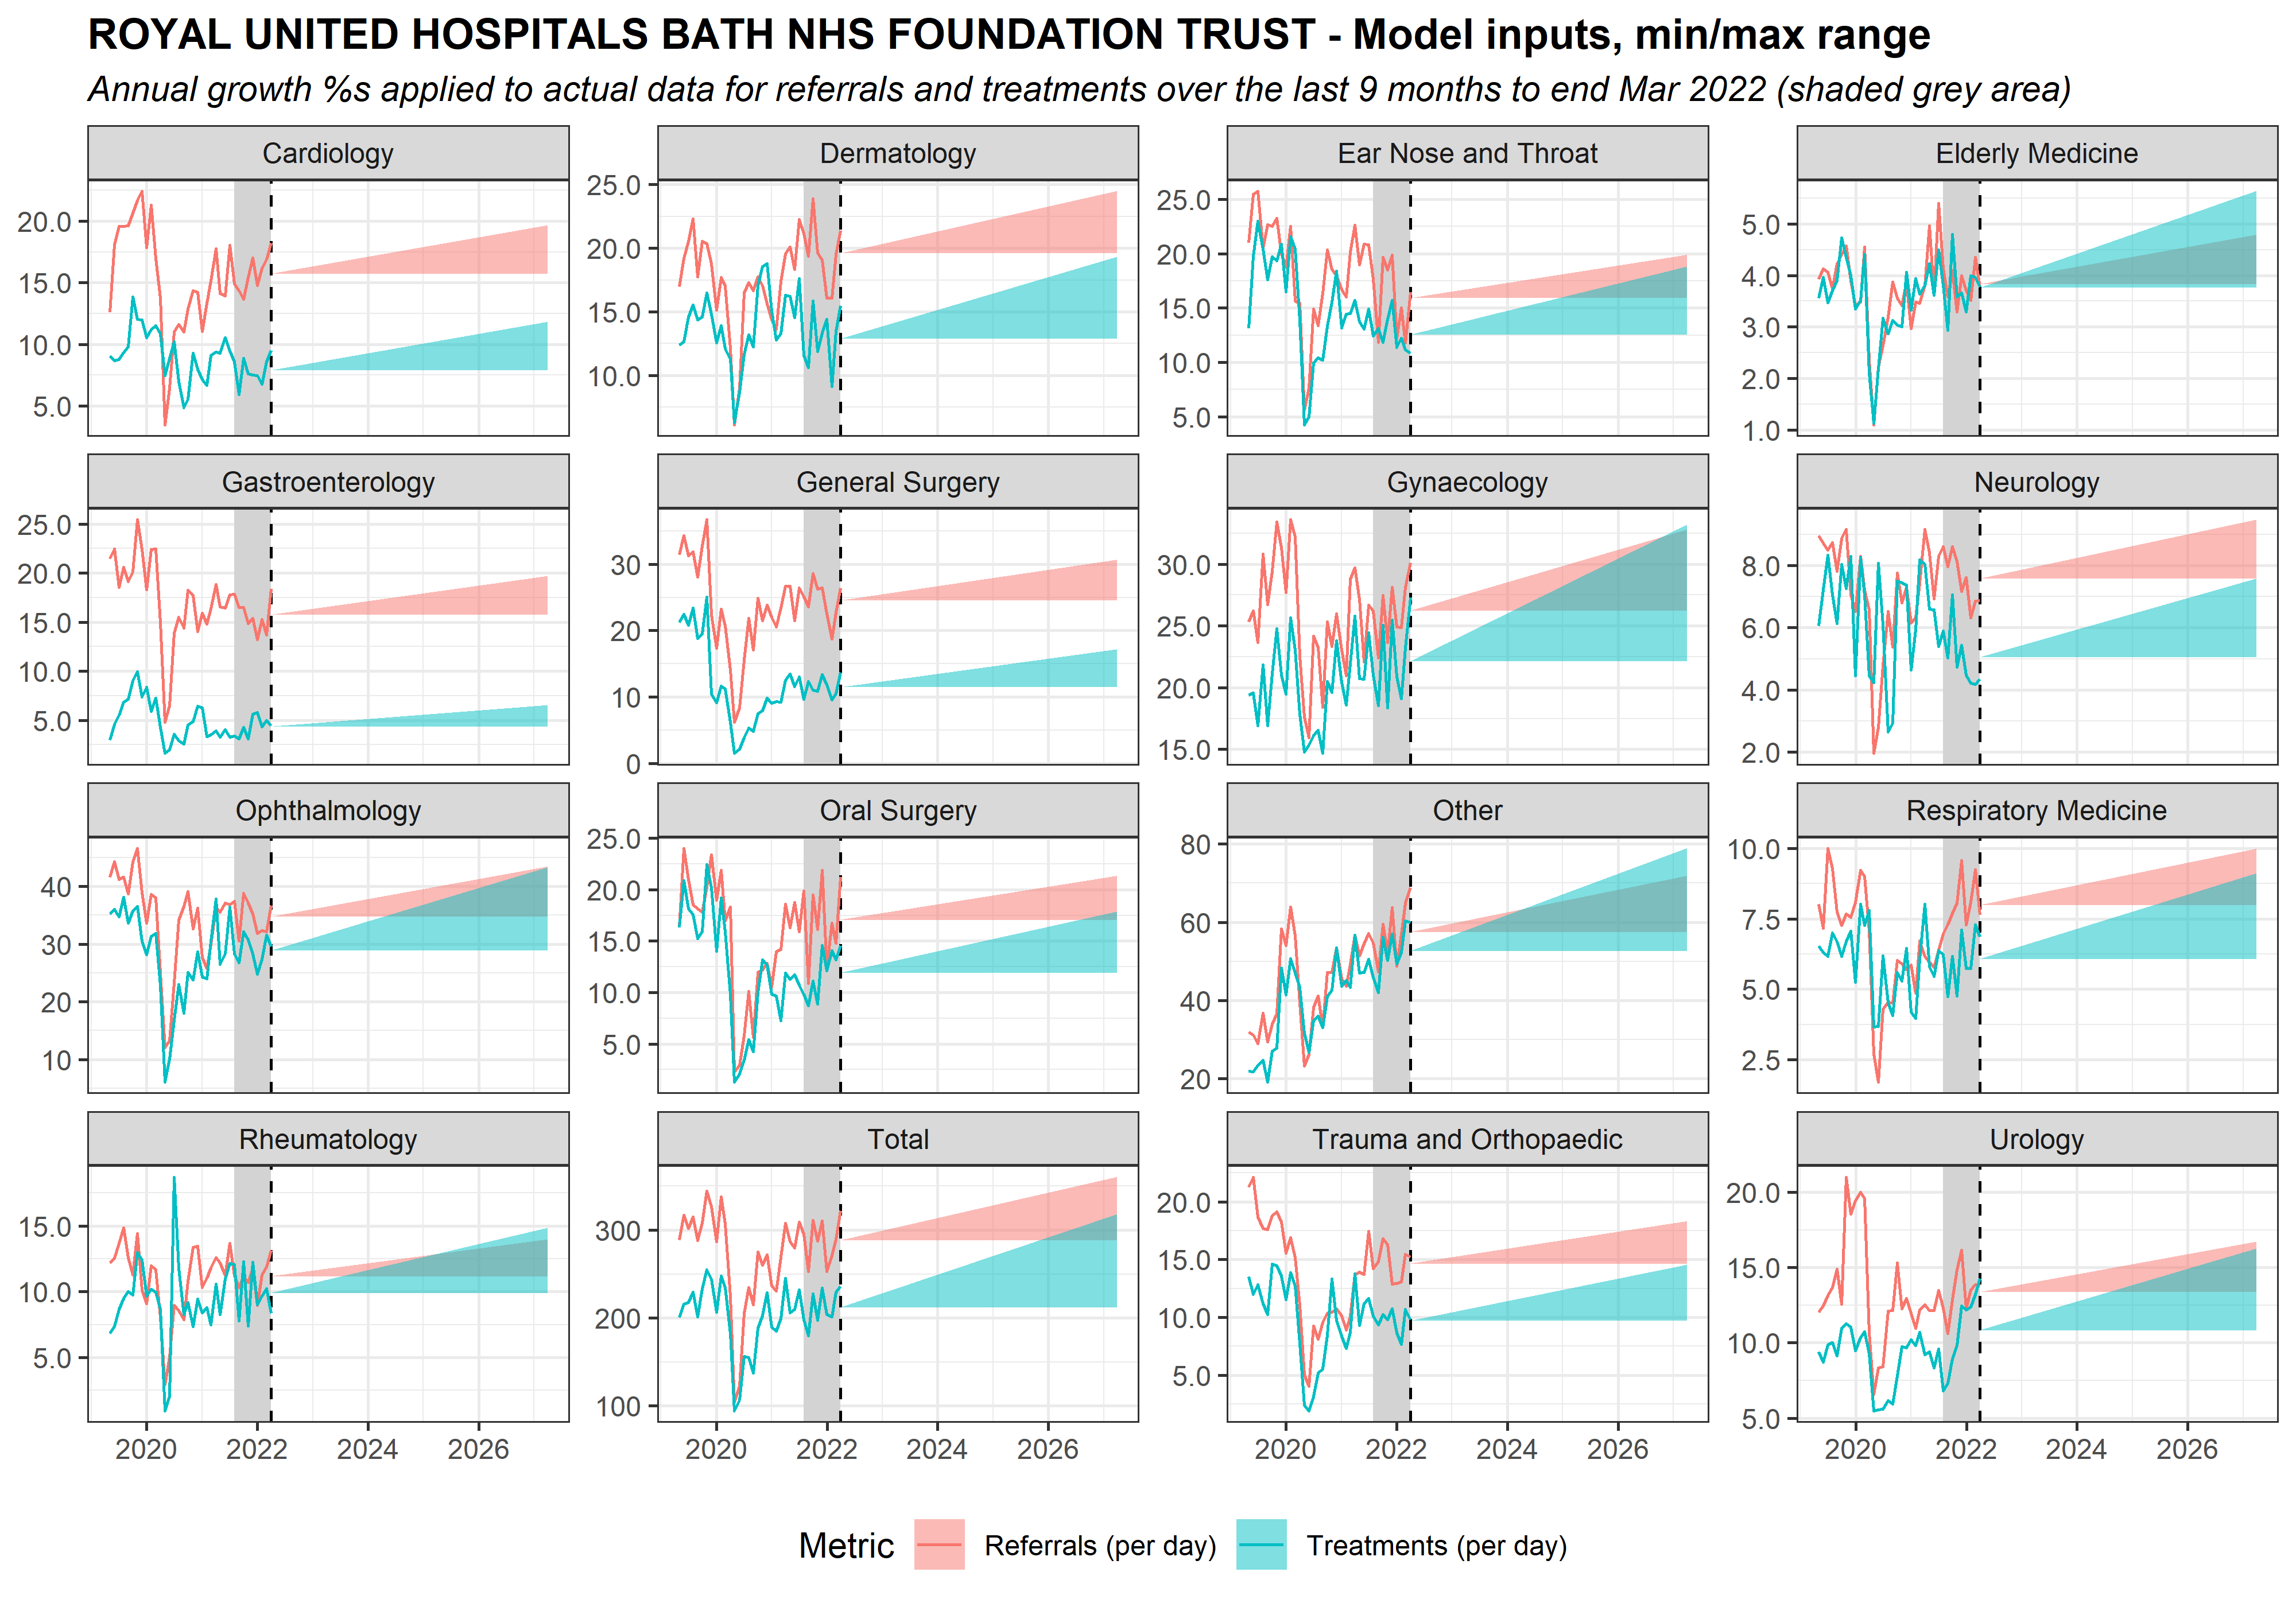 ROYAL UNITED HOSPITALS BATH NHS FOUNDATION TRUST - Model inputs, min/max range
Annual growth %s applied to actual data for referrals and treatments over the last 9 months to end Mar 2022 (shaded grey area)
Cardiology
20.0
15.0
10.0
5.0
Dermatology
25.0
20.0
15.0
10.0
Ear Nose and Throat
25.0
20.0
15.0
10.0
5.0
Elderly Medicine
5.0
4.0
3.0
2.0
1.0
Gastroenterology
25.0
20.0
15.0
10.0
5.0
General Surgery
30
20
10
0
Gynaecology
30.0
25.0
20.0
15.0
Neurology
8.0
6.0
4.0
2.0
Ophthalmology
40
30
20
10
Oral Surgery
25.0
20.0
15.0
10.0
5.0
Other
80
60
40
20
Respiratory Medicine
10.0
7.5
5.0
2.5
Rheumatology
15.0
10.0
5.0
2020 2022 2024 2026
Total
300
200
100
2020 2022 2024 2026
Trauma and Orthopaedic
20.0
15.0
10.0
5.0
2020 2022 2024 2026
Urology
20.0
15.0
10.0
5.0
2020 2022 2024 2026
Metric Referrals (per day) Treatments (per day)